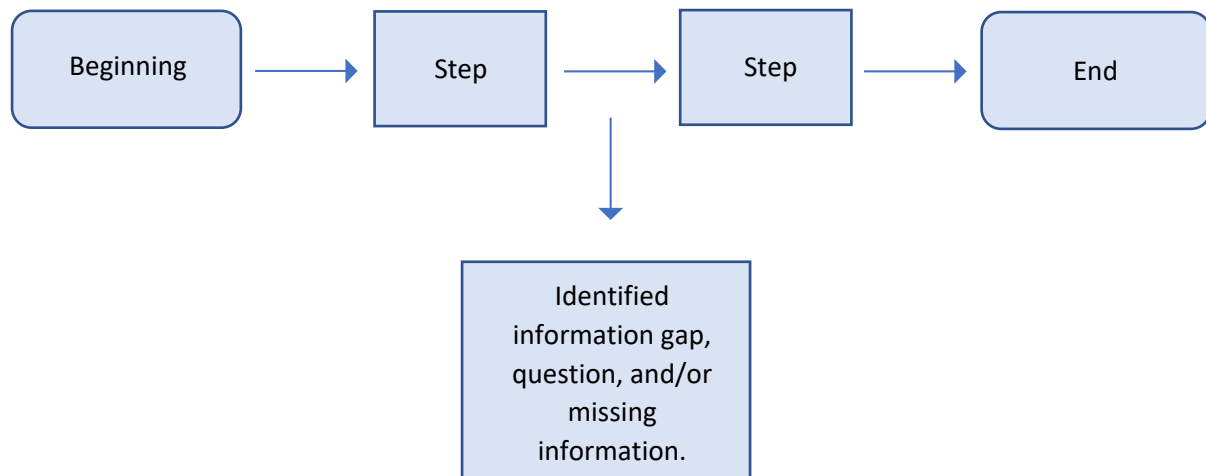 Beginning
Step
Step
End
Identified
information gap,
question, and/or
missing
information.